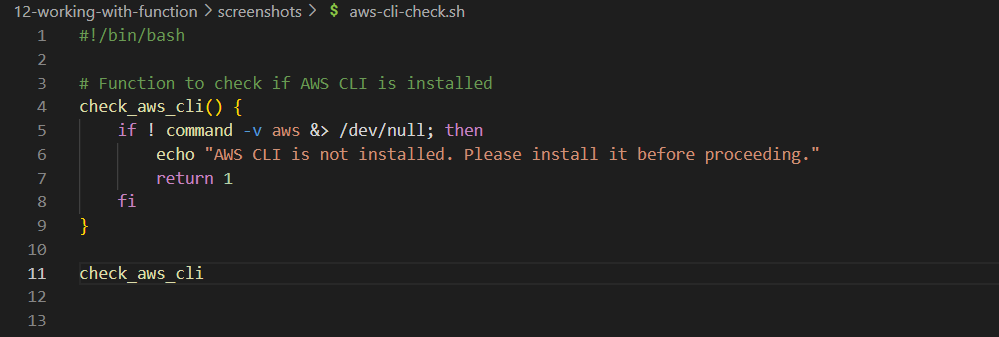 12-working-with-function > screenshots > $ aws-cli-check.sh
1 #!/bin/bash
2
3 # Function to check if AWS CLI is installed
4 check_aws_cli() {
5     if ! command -v aws &> /dev/null; then
6         echo "AWS CLI is not installed. Please install it before proceeding."
7         return 1
8     fi
9 }
10
11 check_aws_cli
12
13